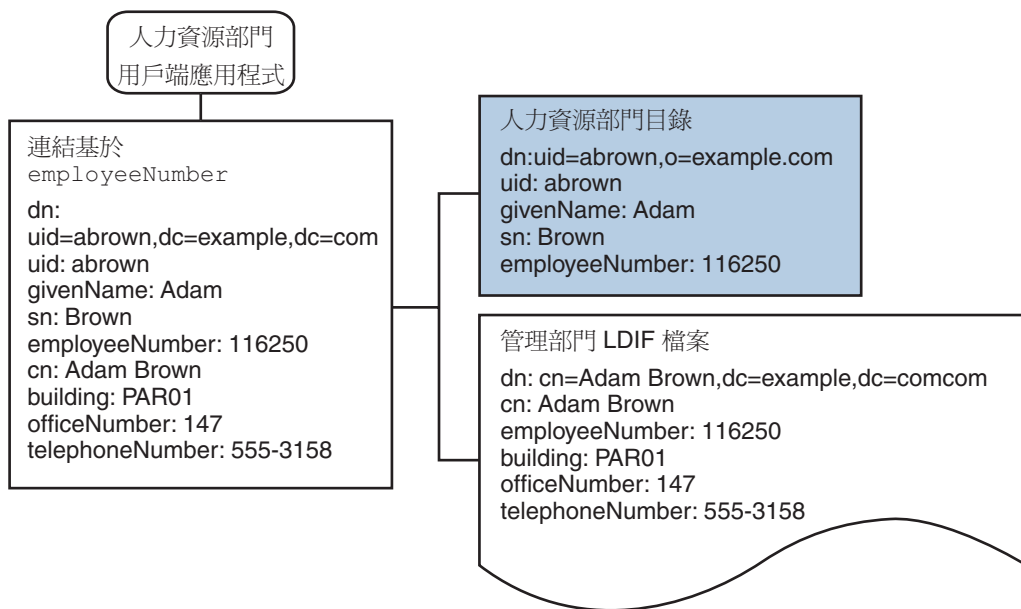 人力資源部門
用戶端應用程式
連結基於
employeeNumber
dn:
uid=abrown,dc=example,dc=com
uid: abrown
givenName: Adam
sn: Brown
employeeNumber: 116250
cn: Adam Brown
building: PAR01
officeNumber: 147
telephoneNumber: 555-3158
人力資源部門目錄
dn:uid=abrown,o=example.com
uid: abrown
givenName: Adam
sn: Brown
employeeNumber: 116250
管理部門 LDIF 檔案
dn: cn=Adam Brown,dc=example,dc=comcom
cn: Adam Brown
employeeNumber: 116250
building: PAR01
officeNumber: 147
telephoneNumber: 555-3158